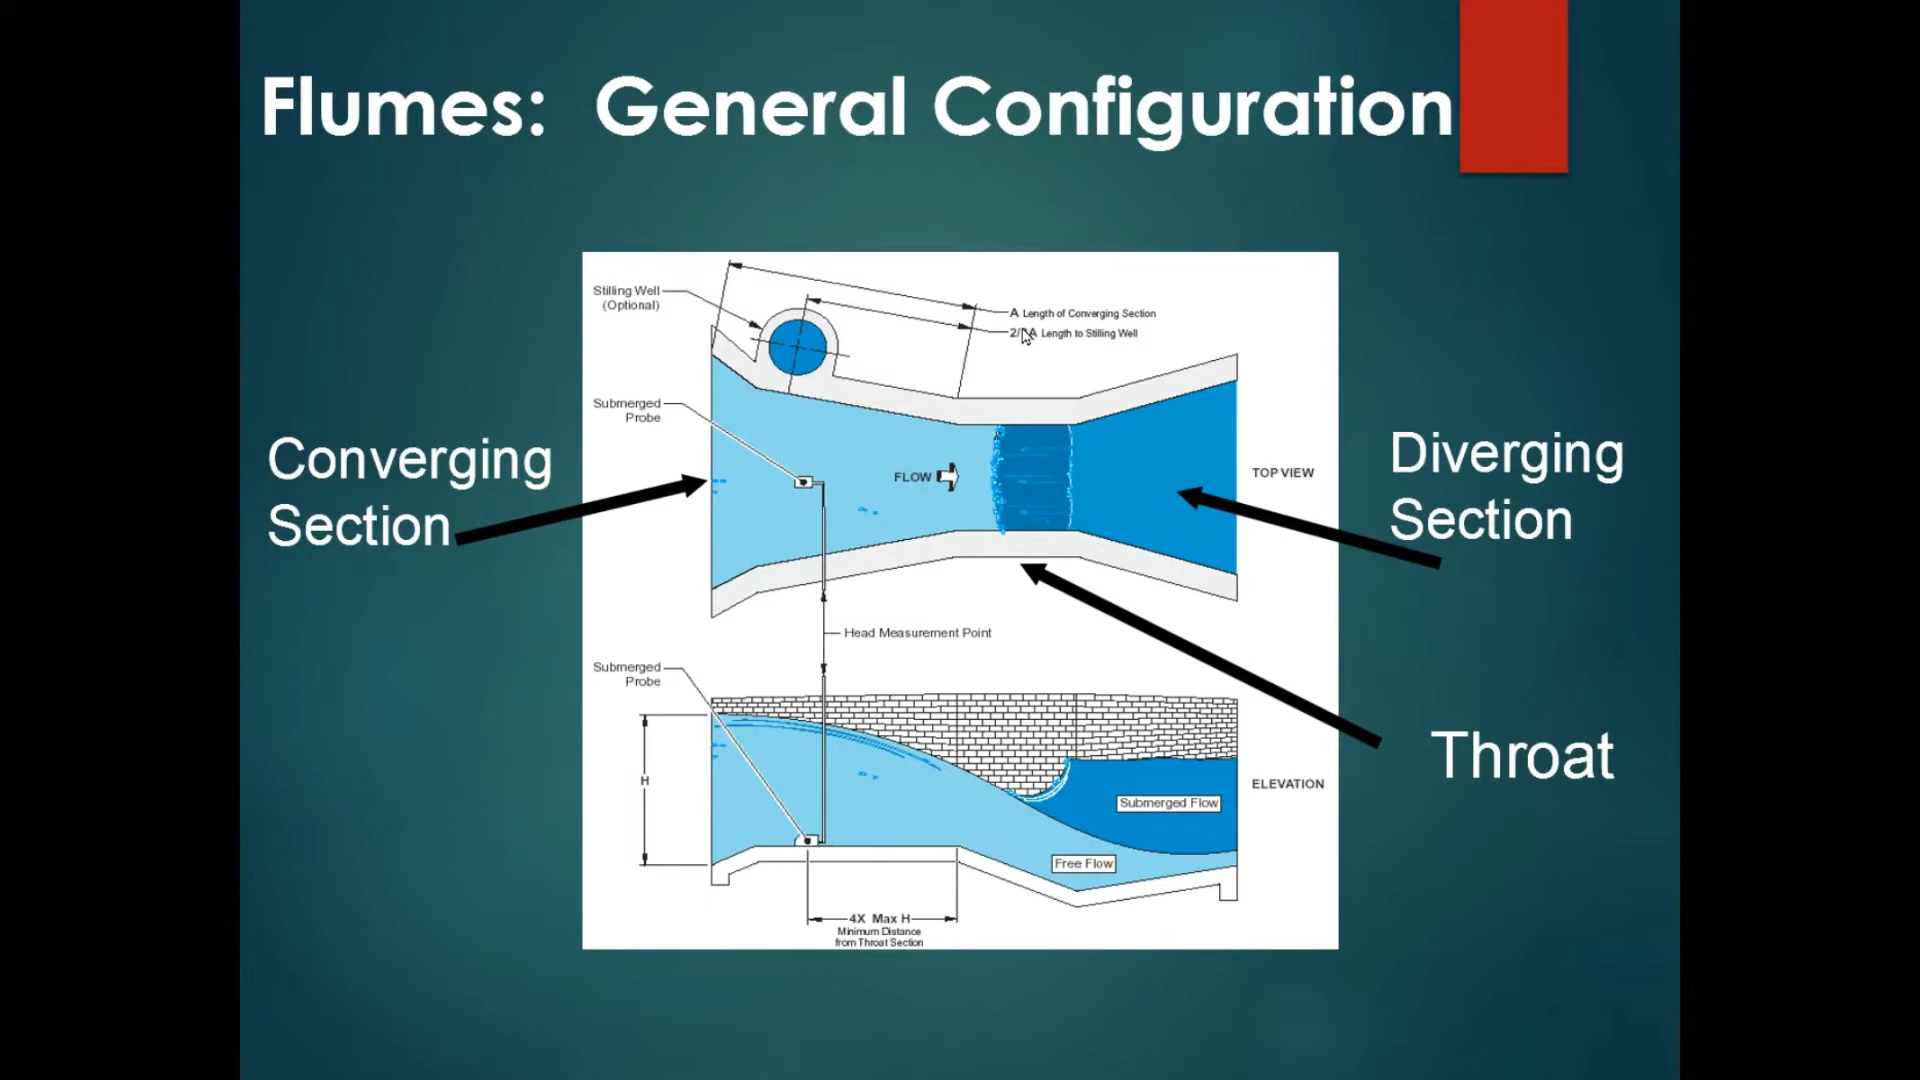 Flumes: General Configuration
Stilling Well
(Optional)
A Length of Converging Section
2/ A Length to Stilling Well
Submerged
Probe
Converging
Section
FLOW
TOP VIEW
Diverging
Section
Head Measurement Point
Submerged
Probe
Throat
H
ELEVATION
Submerged Flow
Free Flow
4X Max H
Minimum Distance
from Throat Section